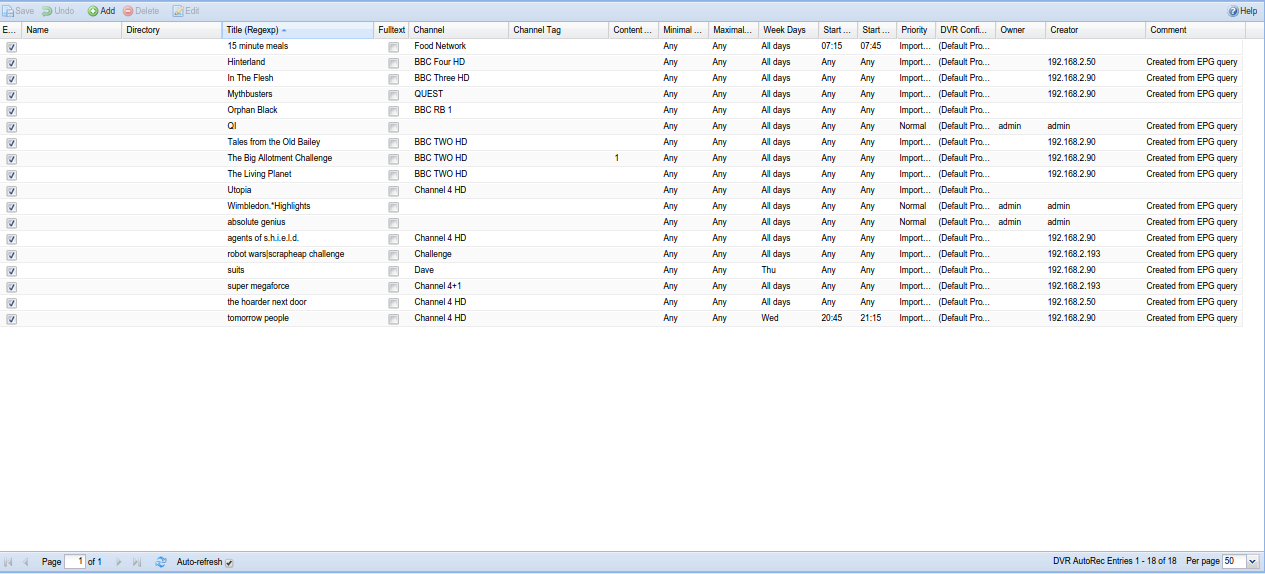 Save Undo Add Delete Edit Help
E... Name Directory Title (Regexp) Fulltext Channel Channel Tag Content ... Minimal ... Maximal... Week Days Start ... Start ... Priority DVR Confi... Owner Creator Comment
15 minute meals Food Network Any Any All days 07:15 07:45 Import... (Default Pro...
Hinterland BBC Four HD Any Any All days Any Any Import... (Default Pro... 192.168.2.50 Created from EPG query
In The Flesh BBC Three HD Any Any All days Any Any Import... (Default Pro... 192.168.2.90 Created from EPG query
Mythbusters QUEST Any Any All days Any Any Import... (Default Pro... 192.168.2.90 Created from EPG query
Orphan Black BBC RB 1 Any Any All days Any Any Import... (Default Pro...
QI Any Any All days Any Any Normal (Default Pro... admin admin Created from EPG query
Tales from the Old Bailey BBC TWO HD Any Any All days Any Any Import... (Default Pro... 192.168.2.90 Created from EPG query
The Big Allotment Challenge BBC TWO HD 1 Any Any All days Any Any Import... (Default Pro... 192.168.2.90 Created from EPG query
The Living Planet BBC TWO HD Any Any All days Any Any Import... (Default Pro... 192.168.2.90 Created from EPG query
Utopia Channel 4 HD Any Any All days Any Any Import... (Default Pro...
Wimbledon.*Highlights Any Any All days Any Any Normal (Default Pro... admin admin Created from EPG query
absolute genius Any Any All days Any Any Normal (Default Pro... admin admin Created from EPG query
agents of s.h.i.e.l.d. Channel 4 HD Any Any All days Any Any Import... (Default Pro... 192.168.2.90 Created from EPG query
robot wars|scrapheap challenge Challenge Any Any All days Any Any Import... (Default Pro... 192.168.2.193 Created from EPG query
suits Dave Any Any Thu Any Any Import... (Default Pro... 192.168.2.90 Created from EPG query
super megaforce Channel 4+1 Any Any All days Any Any Import... (Default Pro... 192.168.2.193 Created from EPG query
the hoarder next door Channel 4 HD Any Any All days Any Any Import... (Default Pro... 192.168.2.50 Created from EPG query
tomorrow people Channel 4 HD Any Any Wed 20:45 21:15 Import... (Default Pro... 192.168.2.90 Created from EPG query
Page 1 of 1 Auto-refresh DVR AutoRec Entries 1 - 18 of 18 Per page 50